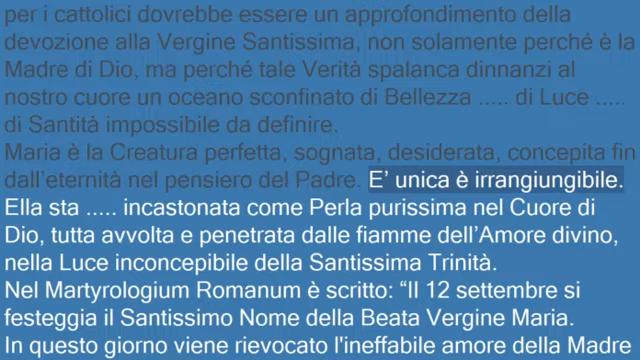 per i cattolici dovrebbe essere un approfondimento della
devozione alla Vergine Santissima, non solamente perché è la
Madre di Dio, ma perché tale Verità spalanca dinnanzi al
nostro cuore un oceano sconfinato di Bellezza ..... di Luce .....
di Santità impossibile da definire.
Maria è la Creatura perfetta, sognata, desiderata, concepita fin
dall'eternità nel pensiero del Padre. E' unica è irrangiungibile.
Ella sta ..... incastonata come Perla purissima nel Cuore di
Dio, tutta avvolta e penetrata dalle fiamme dell'Amore divino,
nella Luce inconcepibile della Santissima Trinità.
Nel Martyrologium Romanum è scritto: “Il 12 settembre si
festeggia il Santissimo Nome della Beata Vergine Maria.
In questo giorno viene rievocato l'ineffabile amore della Madre